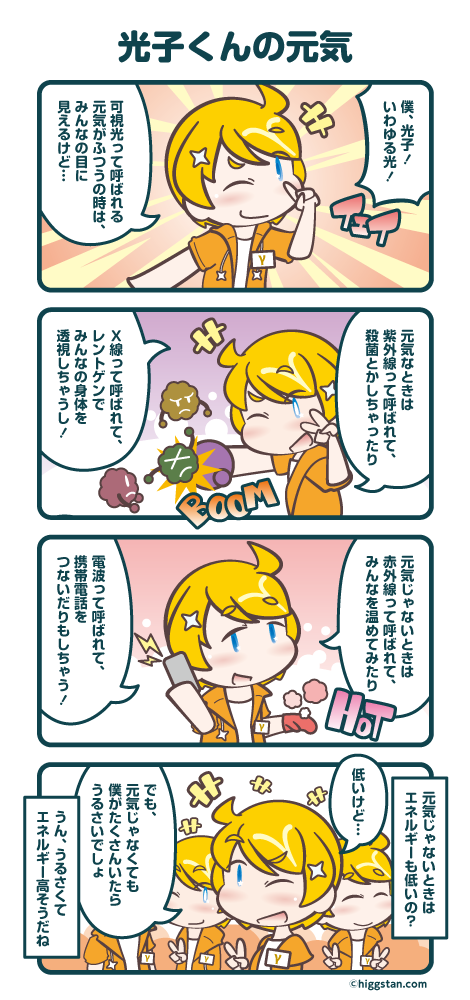 光子くんの元気
僕、光子！
いわゆる光！
イェイ
可視光って呼ばれる
元気がふつうの時は、
みんなの目に
見えるけど…
γ
元気なときは
紫外線って呼ばれて、
殺菌とかしちゃったり
X線って呼ばれて、
レントゲンで
みんなの身体を
透視しちゃうし！
BOOM
元気じゃないときは
赤外線って呼ばれて、
みんなを温めてみたり
電波って呼ばれて、
携帯電話を
つないだりもしちゃう！
HOT
γ
元気じゃないときは
エネルギーも低いの？
低いけど…
でも、
元気じゃなくても
僕がたくさんいたら
うるさいでしょ
うん、うるさくて
エネルギー高そうだね
γ
γ
γ
γ
©higgstan.com